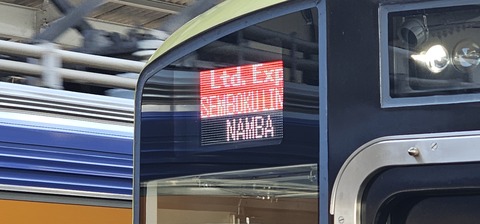 Ltd. Exp
SEMBOKU LIN
NAMBA